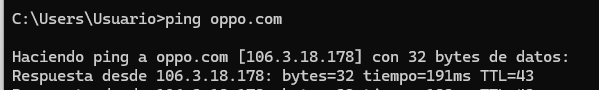 C:\Users\Usuario>ping oppo.com
Haciendo ping a oppo.com [106.3.18.178] con 32 bytes de datos:
Respuesta desde 106.3.18.178: bytes=32 tiempo=191ms TTL=43